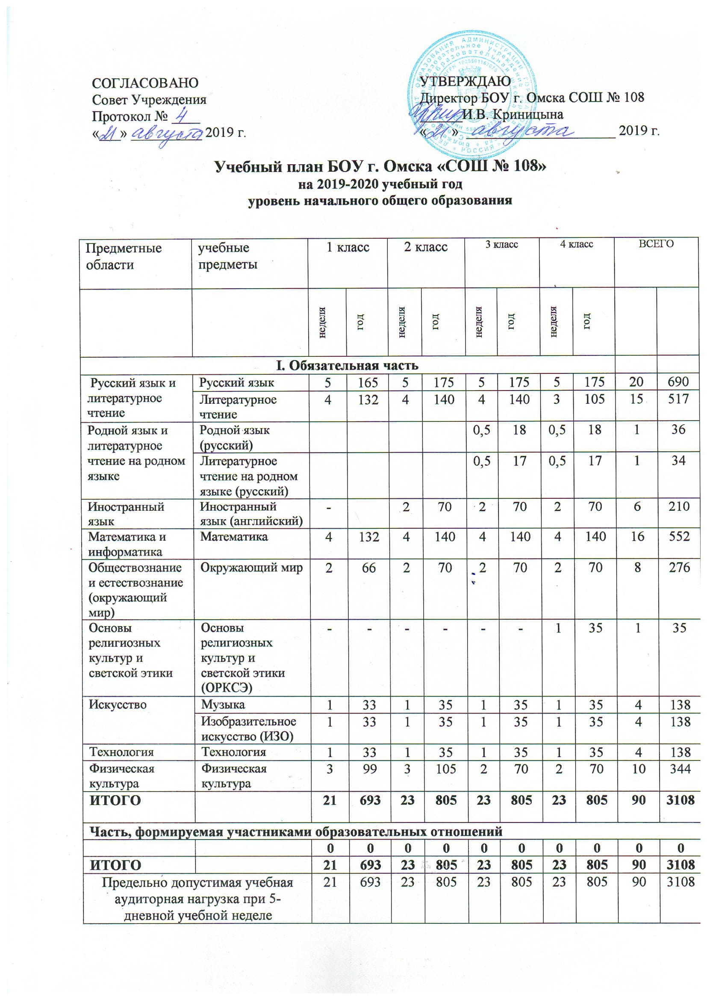 СОГЛАСОВАНО
Совет Учреждения
Протокол № 4
«21» августа 2019 г.
УТВЕРЖДАЮ
Директор БОУ г. Омска СОШ № 108
И.В. Криницына
«21» августа 2019 г.
Учебный план БОУ г. Омска «СОШ № 108»
на 2019-2020 учебный год
уровень начального общего образования
Предметные области учебные предметы 1 класс 2 класс 3 класс 4 класс ВСЕГО
неделя год неделя год неделя год неделя год
I. Обязательная часть
Русский язык и литературное чтение Русский язык 5 165 5 175 5 175 5 175 20 690
Литературное чтение 4 132 4 140 4 140 3 105 15 517
Родной язык и литературное чтение на родном языке Родной язык (русский) 0,5 18 0,5 18 1 36
Литературное чтение на родном языке (русский) 0,5 17 0,5 17 1 34
Иностранный язык Иностранный язык (английский) - 2 70 2 70 2 70 6 210
Математика и информатика Математика 4 132 4 140 4 140 4 140 16 552
Обществознание и естествознание (окружающий мир) Окружающий мир 2 66 2 70 2 70 2 70 8 276
Основы религиозных культур и светской этики Основы религиозных культур и светской этики (ОРКСЭ) - - - - - - 1 35 1 35
Искусство Музыка 1 33 1 35 1 35 1 35 4 138
Изобразительное искусство (ИЗО) 1 33 1 35 1 35 1 35 4 138
Технология Технология 1 33 1 35 1 35 1 35 4 138
Физическая культура Физическая культура 3 99 3 105 2 70 2 70 10 344
ИТОГО 21 693 23 805 23 805 23 805 90 3108
Часть, формируемая участниками образовательных отношений
0 0 0 0 0 0 0 0 0 0
ИТОГО 21 693 23 805 23 805 23 805 90 3108
Предельно допустимая учебная аудиторная нагрузка при 5-дневной учебной неделе 21 693 23 805 23 805 23 805 90 3108